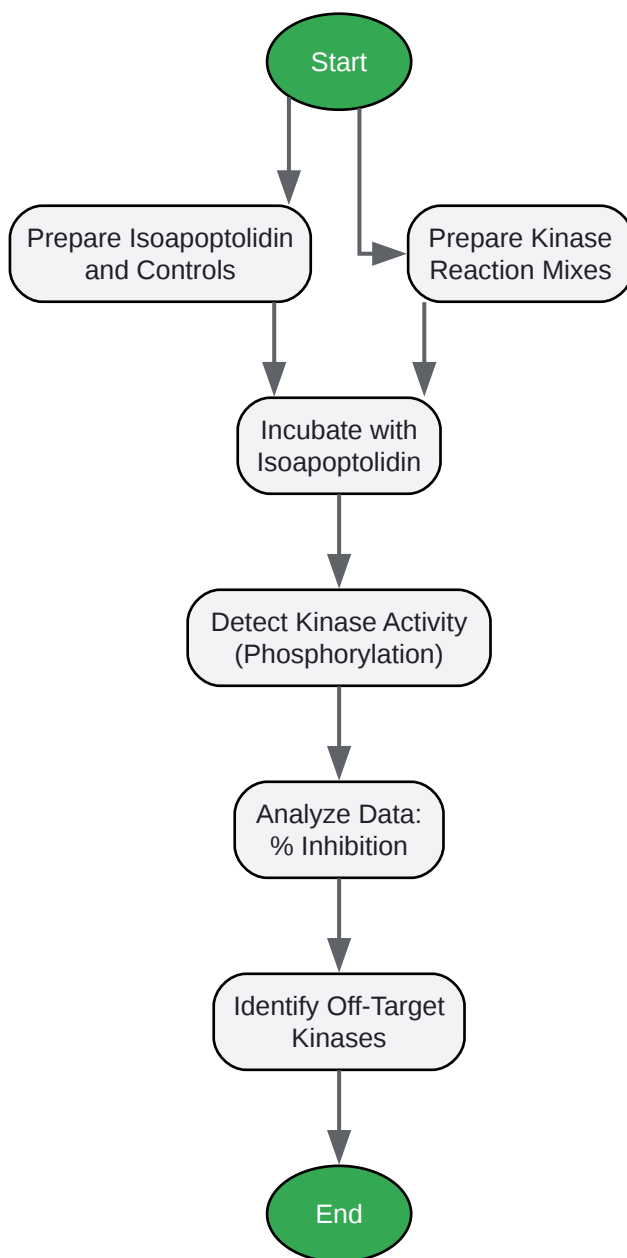 Start
Prepare Isoapoptolidin
and Controls
Prepare Kinase
Reaction Mixes
Incubate with
Isoapoptolidin
Detect Kinase Activity
(Phosphorylation)
Analyze Data:
% Inhibition
Identify Off-Target
Kinases
End